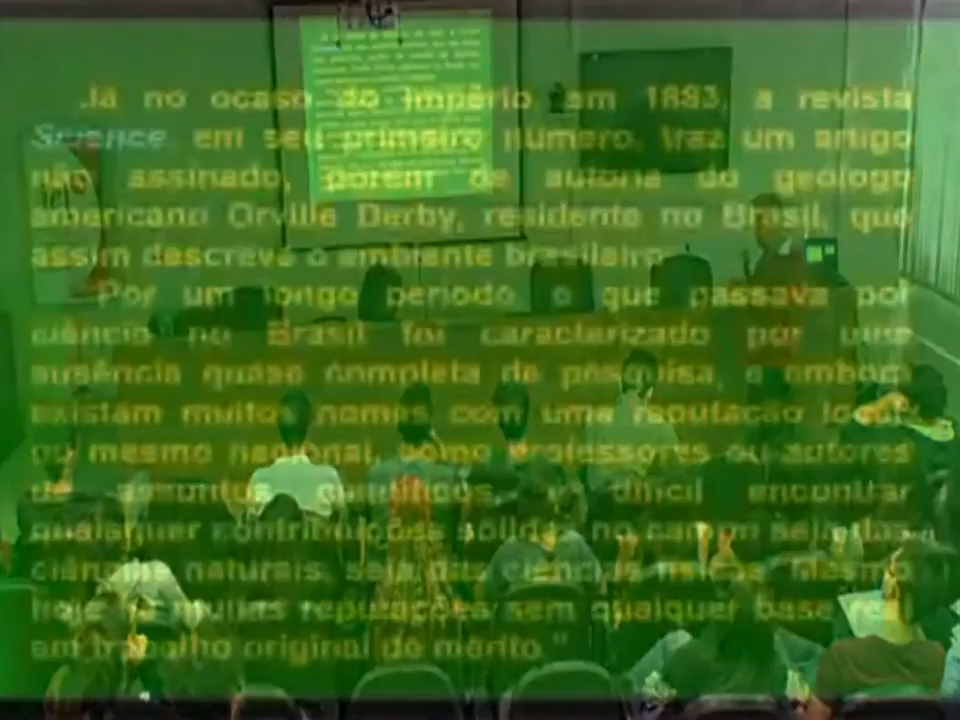 Já no ocaso do Império, em 1883, a revista
Science, em seu primeiro número, traz um artigo
não assinado, porém de autoria do geólogo
americano Orville Derby, residente no Brasil, que
assim descreve o ambiente brasileiro
"Por um longo período o que passava por
ciência no Brasil foi caracterizado por uma
ausência quase completa de pesquisa, e embora
existam muitos nomes com uma reputação local
ou mesmo nacional, como professores ou autores
de assuntos científicos, é difícil encontrar
quaisquer contribuições sólidas no campo seja das
ciências naturais, seja das ciências físicas. Mesmo
hoje há muitas reputações sem qualquer base real
em trabalho original de mérito."